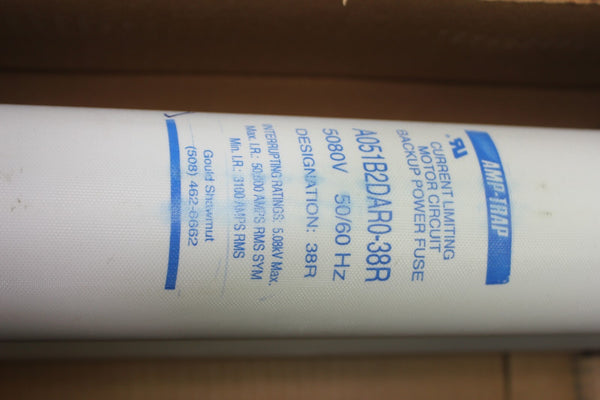 AMP-TRAP
CURRENT LIMITING
MOTOR CIRCUIT
BACKUP POWER FUSE
A051B2DAR0-38R
5080V 50/60 Hz
DESIGNATION: 38R
INTERRUPTING RATINGS: 5.08kV Max.
Max. I.R.: 50,000 AMPS RMS SYM
Min. I.R.: 3100 AMPS RMS
Gould Shawmut
(508) 462-6662